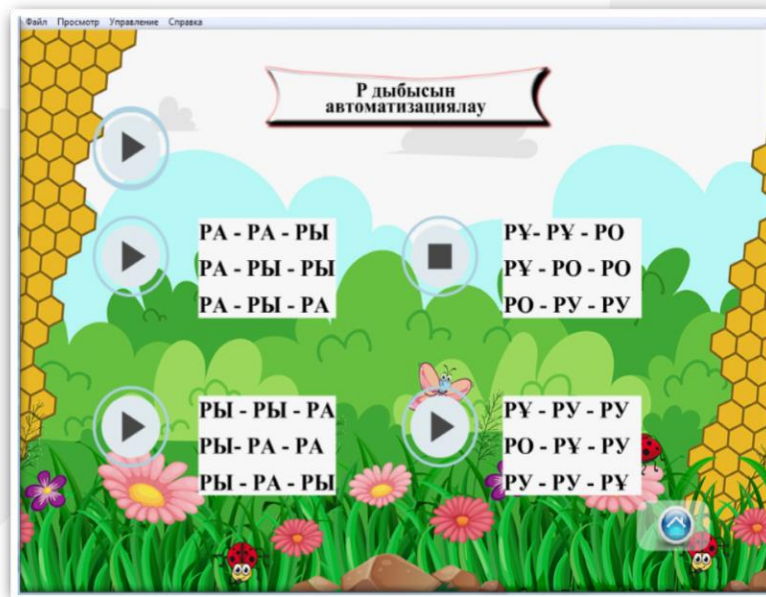 Файл Просмотр Управление Справка
Р дыбысын
автоматизациялау
РА - РА - РЫ
РА - РЫ - РЫ
РА - РЫ - РА
РҰ- РҰ - РО
РҰ - РО - РО
РО - РУ - РУ
РЫ - РЫ - РА
РЫ- РА - РА
РЫ - РА - РЫ
РҰ - РУ - РУ
РО - РҰ - РУ
РУ - РУ - РҰ